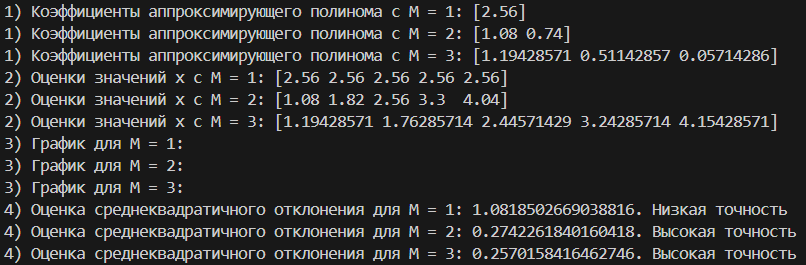 1) Коэффициенты аппроксимирующего полинома с M = 1: [2.56]
1) Коэффициенты аппроксимирующего полинома с M = 2: [1.08 0.74]
1) Коэффициенты аппроксимирующего полинома с M = 3: [1.19428571 0.51142857 0.05714286]
2) Оценки значений x с M = 1: [2.56 2.56 2.56 2.56 2.56]
2) Оценки значений x с M = 2: [1.08 1.82 2.56 3.3  4.04]
2) Оценки значений x с M = 3: [1.19428571 1.76285714 2.44571429 3.24285714 4.15428571]
3) График для M = 1:
3) График для M = 2:
3) График для M = 3:
4) Оценка среднеквадратичного отклонения для M = 1: 1.0818502669038816. Низкая точность
4) Оценка среднеквадратичного отклонения для M = 2: 0.2742261840160418. Высокая точность
4) Оценка среднеквадратичного отклонения для M = 3: 0.2570158416462746. Высокая точность